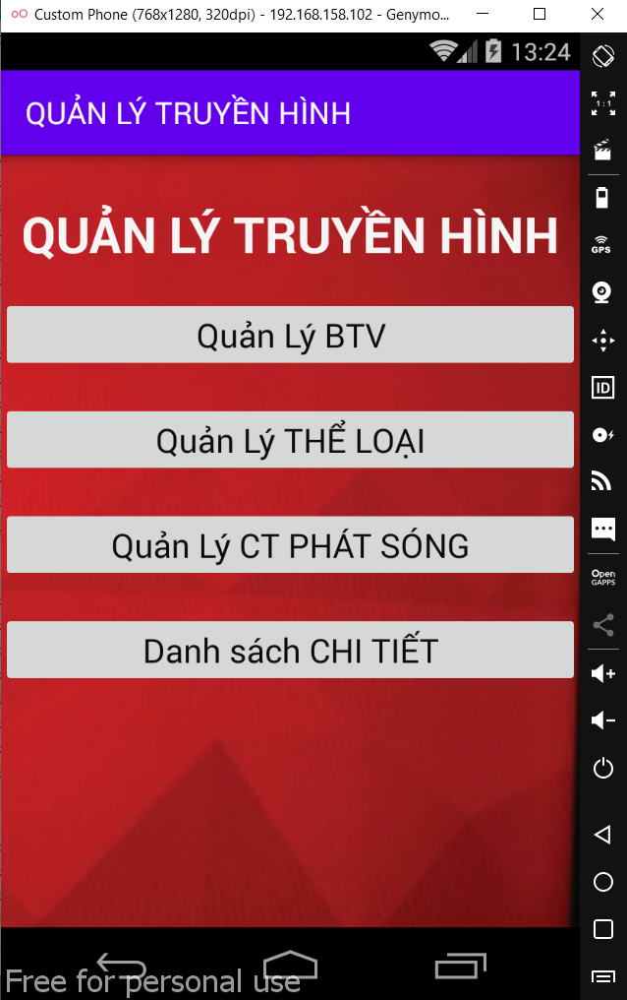 Custom Phone (768x1280, 320dpi) - 192.168.158.102 - Genymo...
13:24
QUẢN LÝ TRUYỀN HÌNH
1:1
QUẢN LÝ TRUYỀN HÌNH
GPS
Quản Lý BTV
ID
Quản Lý THỂ LOẠI
Quản Lý CT PHÁT SÓNG
Open
GAPPS
Danh sách CHI TIẾT
Free for personal use